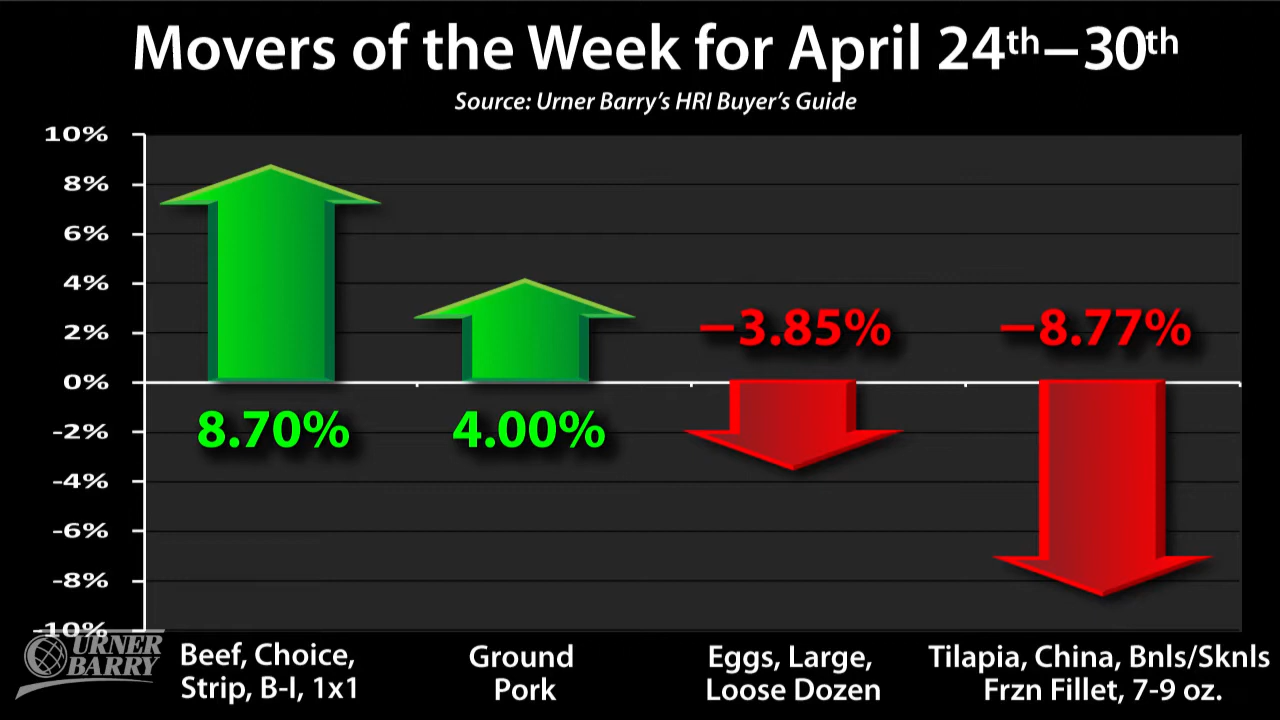 Movers of the Week for April 24th–30th
Source: Urner Barry's HRI Buyer's Guide
10%
8%
6%
4%
2%
0%
-2%
-4%
-6%
-8%
-10%
8.70%
4.00%
–3.85%
–8.77%
Beef, Choice,
Strip, B-I, 1x1
Ground
Pork
Eggs, Large,
Loose Dozen
Tilapia, China, Bnls/Sknls
Frzn Fillet, 7-9 oz.
URNER
BARRY